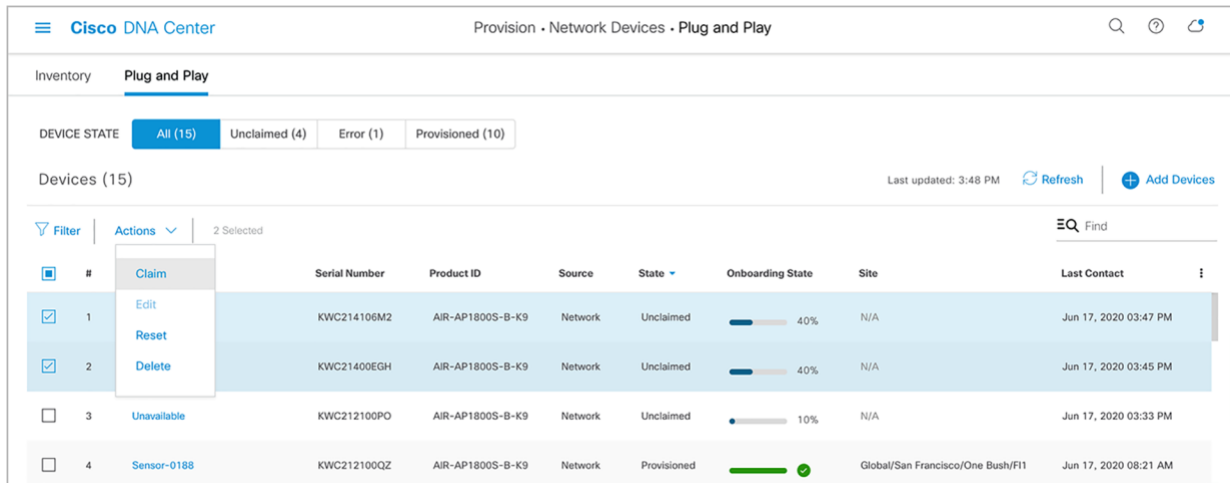 Cisco DNA Center
Provision • Network Devices • Plug and Play
Inventory Plug and Play
DEVICE STATE All (15) Unclaimed (4) Error (1) Provisioned (10)
Devices (15)
Last updated: 3:48 PM Refresh Add Devices
Filter Actions 2 Selected Find
# Serial Number Product ID Source State Onboarding State Site Last Contact
Claim
Edit
Reset
Delete
1 KWC214106M2 AIR-AP1800S-B-K9 Network Unclaimed 40% N/A Jun 17, 2020 03:47 PM
2 KWC21400EGH AIR-AP1800S-B-K9 Network Unclaimed 40% N/A Jun 17, 2020 03:45 PM
3 Unavailable KWC212100PO AIR-AP1800S-B-K9 Network Unclaimed 10% N/A Jun 17, 2020 03:33 PM
4 Sensor-0188 KWC212100QZ AIR-AP1800S-B-K9 Network Provisioned Global/San Francisco/One Bush/Fl1 Jun 17, 2020 08:21 AM